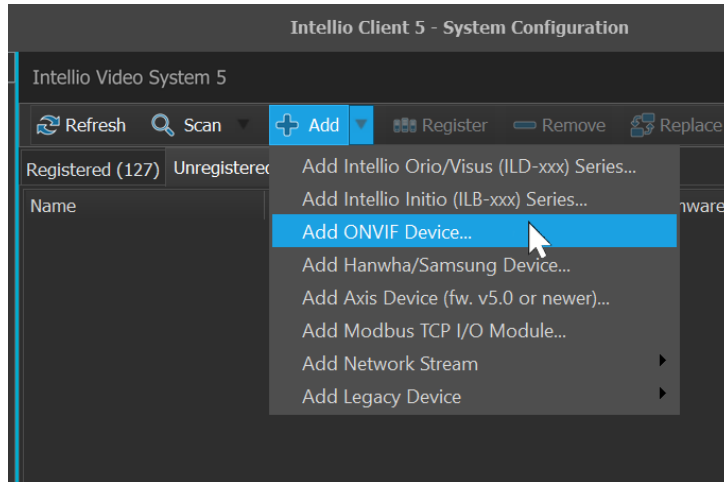 Intellio Client 5 - System Configuration
Intellio Video System 5
Refresh Scan Add Register Remove Replace
Registered (127) Unregistered
Name
Add Intellio Orio/Visus (ILD-xxx) Series...
Add Intellio Initio (ILB-xxx) Series...
Add ONVIF Device...
Add Hanwha/Samsung Device...
Add Axis Device (fw. v5.0 or newer)...
Add Modbus TCP I/O Module...
Add Network Stream
Add Legacy Device